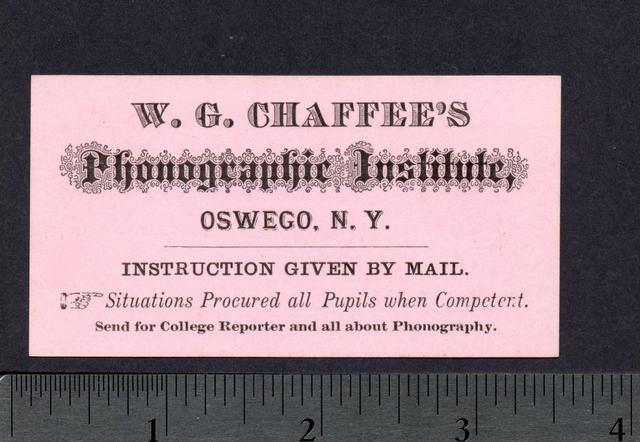 W. G. CHAFFEE'S
Phonographic Institute,
OSWEGO, N. Y.
INSTRUCTION GIVEN BY MAIL.
☞ Situations Procured all Pupils when Competent.
Send for College Reporter and all about Phonography.
1 2 3 4